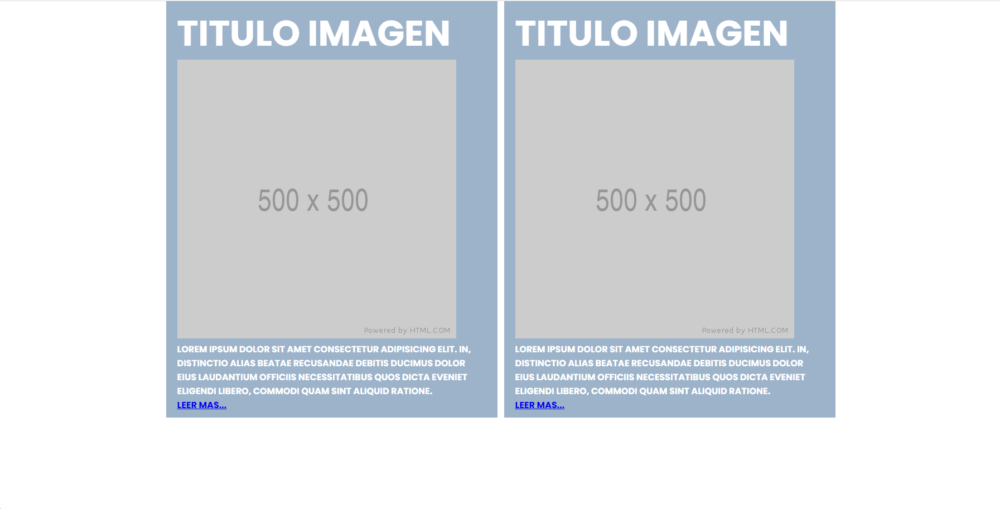 TITULO IMAGEN
500 x 500
Powered by HTML.COM
LOREM IPSUM DOLOR SIT AMET CONSECTETUR ADIPISICING ELIT. IN,
DISTINCTIO ALIAS BEATAE RECUSANDAE DEBITIS DUCIMUS DOLOR
EIUS LAUDANTIUM OFFICIIS NECESSITATIBUS QUOS DICTA EVENIET
ELIGENDI LIBERO, COMMODI QUAM SINT ALIQUID RATIONE.
LEER MAS...
TITULO IMAGEN
500 x 500
Powered by HTML.COM
LOREM IPSUM DOLOR SIT AMET CONSECTETUR ADIPISICING ELIT. IN,
DISTINCTIO ALIAS BEATAE RECUSANDAE DEBITIS DUCIMUS DOLOR
EIUS LAUDANTIUM OFFICIIS NECESSITATIBUS QUOS DICTA EVENIET
ELIGENDI LIBERO, COMMODI QUAM SINT ALIQUID RATIONE.
LEER MAS...